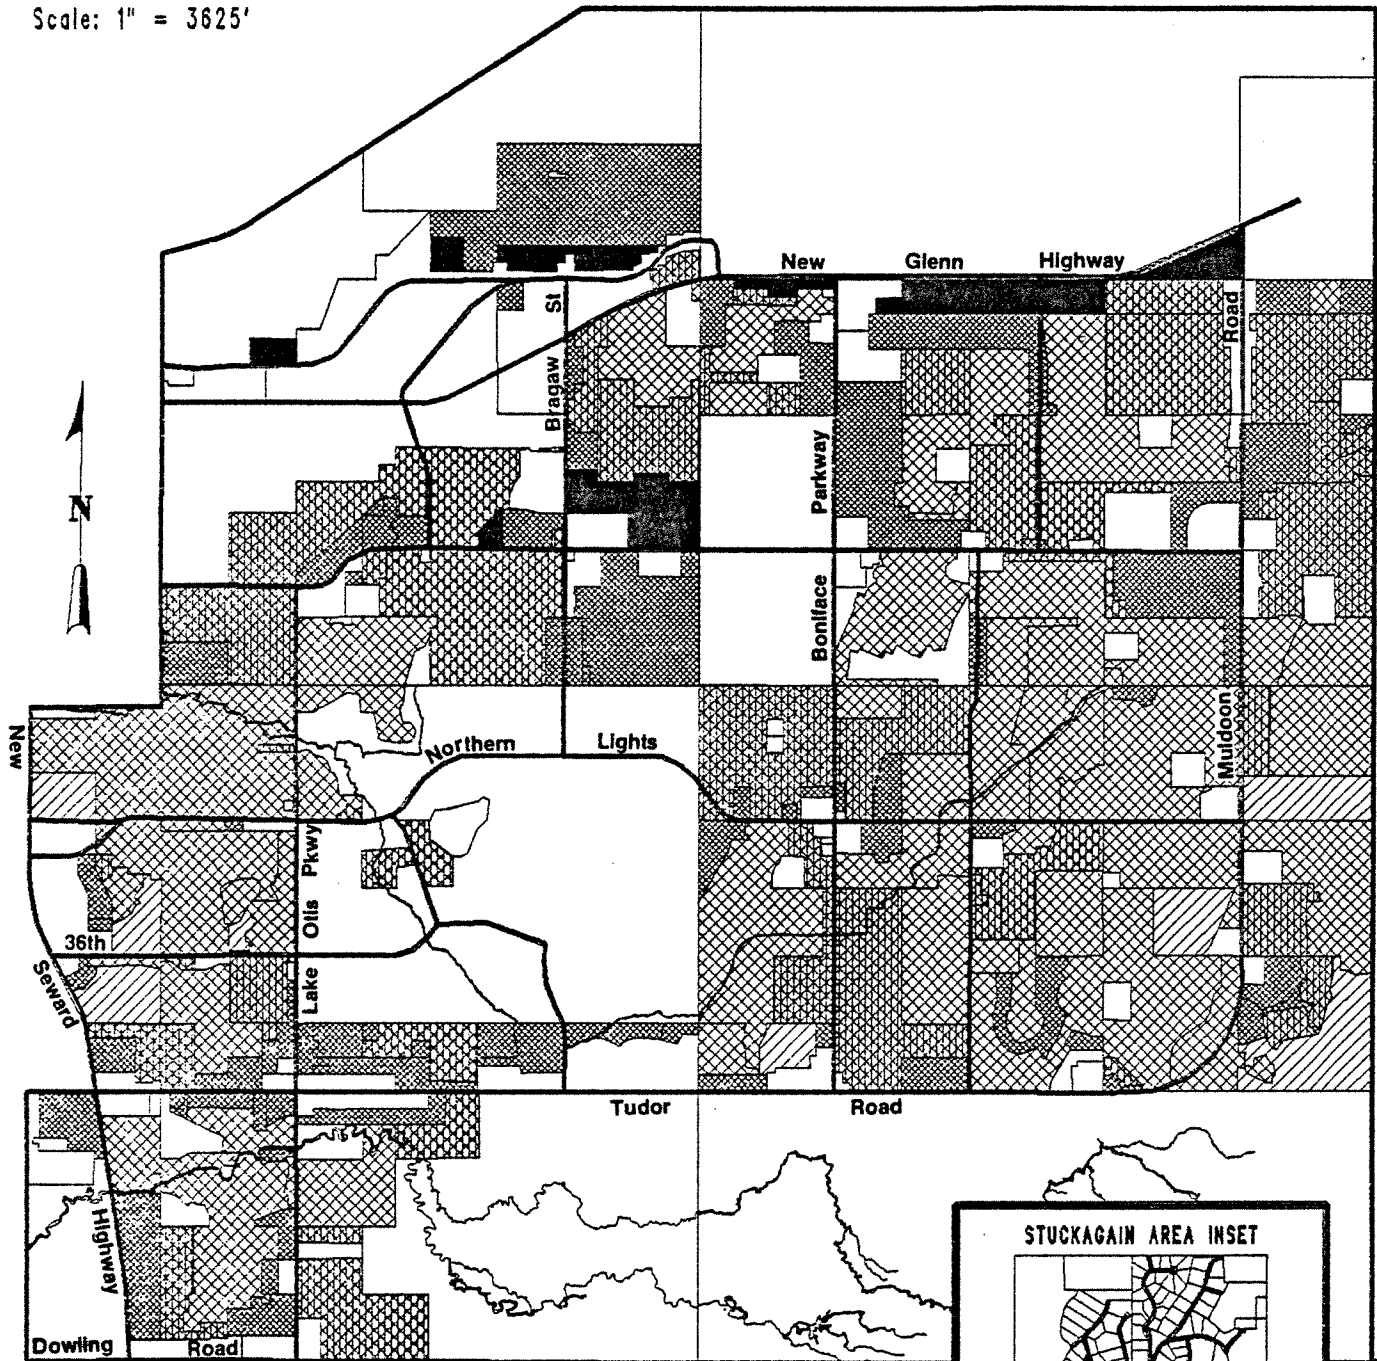 Scale: 1" = 3625'
New Glenn Highway
Bragaw St
Road
N
Parkway
Boniface
Muldoon
New
Northern Lights
Lake Otis Pkwy
36th
Seward
Tudor Road
Highway
STUCKAGAIN AREA INSET
Dowling Road